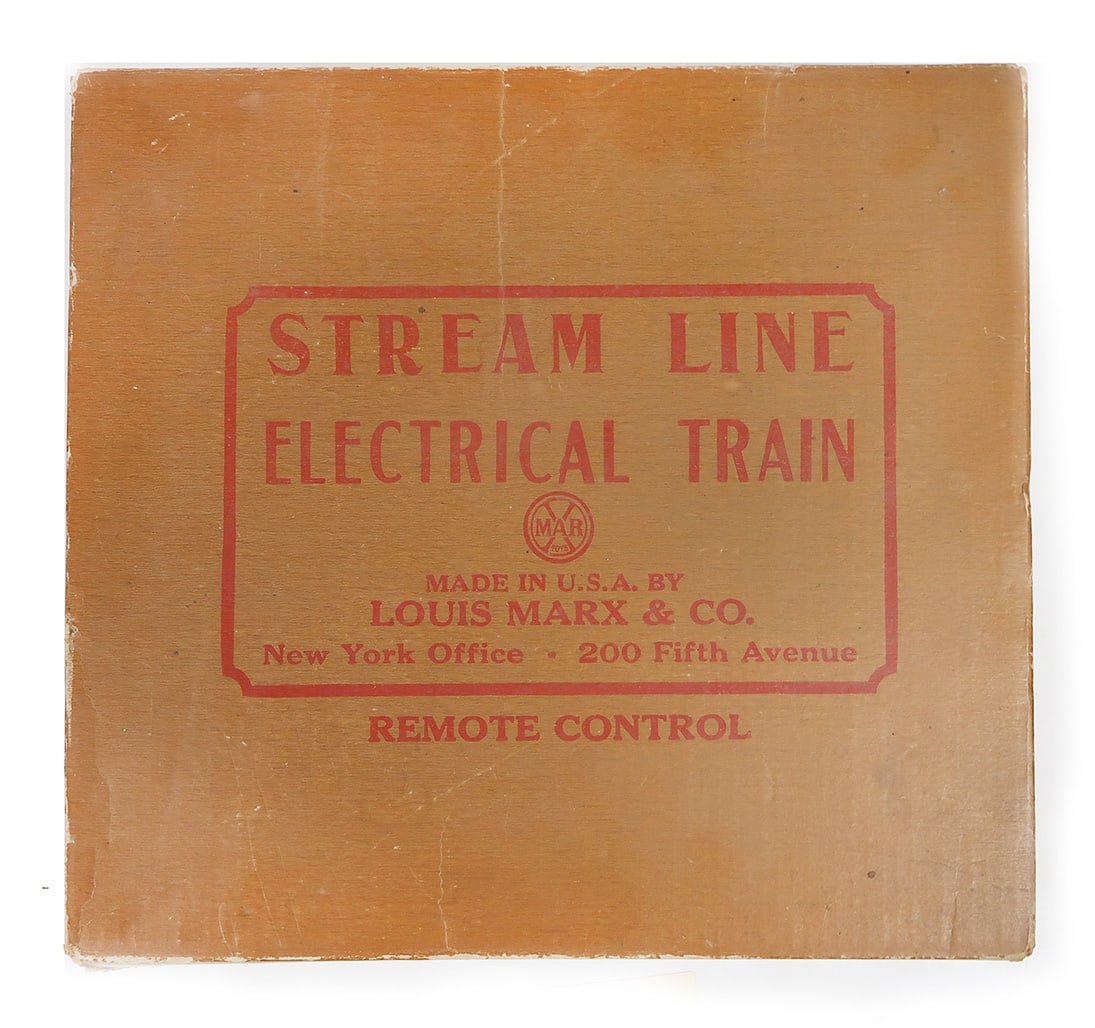 STREAM LINE
ELECTRICAL TRAIN
MAR
X
TOYS
MADE IN U.S.A. BY
LOUIS MARX & CO.
New York Office · 200 Fifth Avenue
REMOTE CONTROL